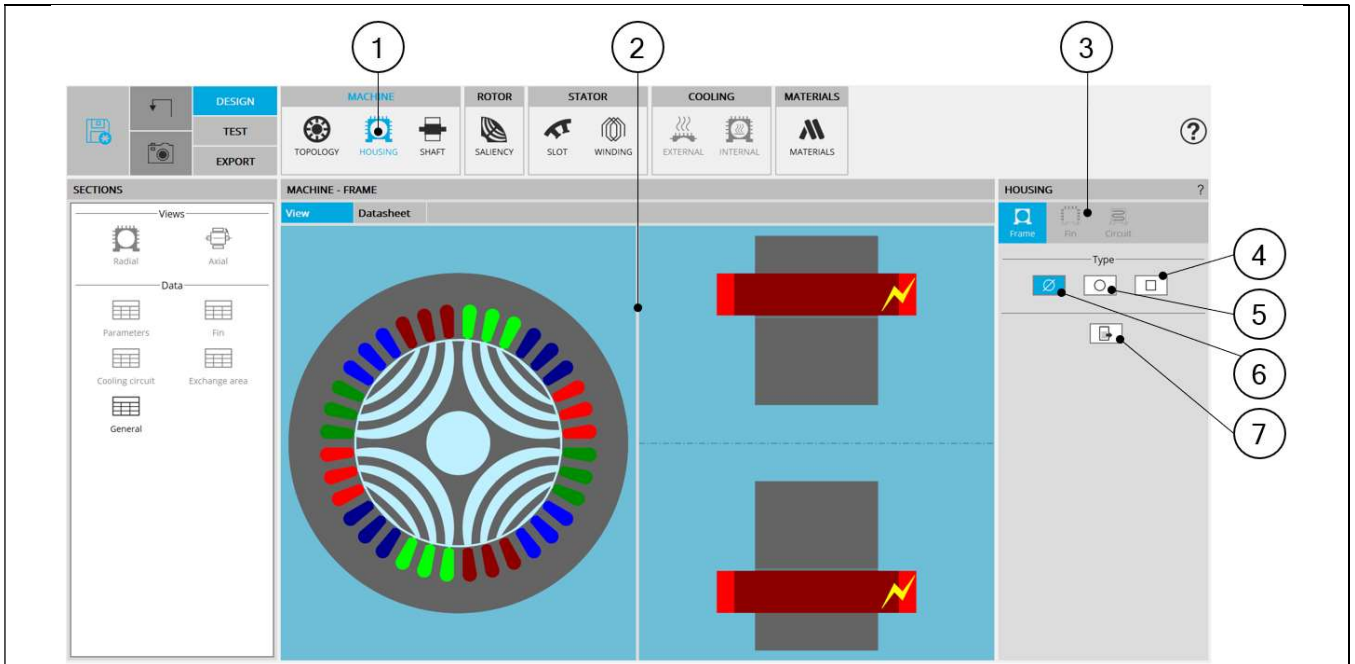 1 2 3
DESIGN MACHINE ROTOR STATOR COOLING MATERIALS
TEST
TOPOLOGY HOUSING SHAFT SALIENCY SLOT WINDING EXTERNAL INTERNAL MATERIALS
EXPORT
?
SECTIONS MACHINE - FRAME HOUSING ?
Views View Datasheet
Radial Axial Frame Fin Circuit
Data Type
4
5
Parameters Fin
6
Cooling circuit Exchange area
7
General